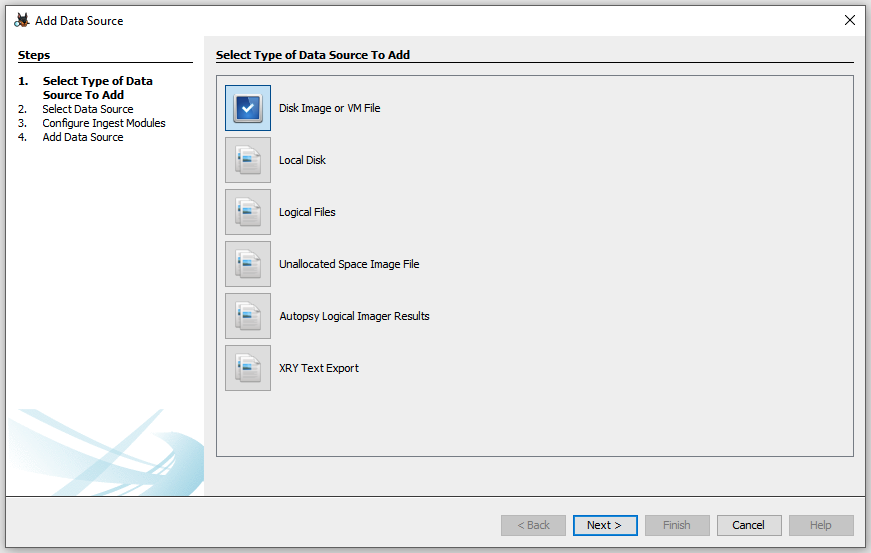 Add Data Source
Steps
1. Select Type of Data
Source To Add
2. Select Data Source
3. Configure Ingest Modules
4. Add Data Source
Select Type of Data Source To Add
Disk Image or VM File
Local Disk
Logical Files
Unallocated Space Image File
Autopsy Logical Imager Results
XRY Text Export
< Back
Next >
Finish
Cancel
Help